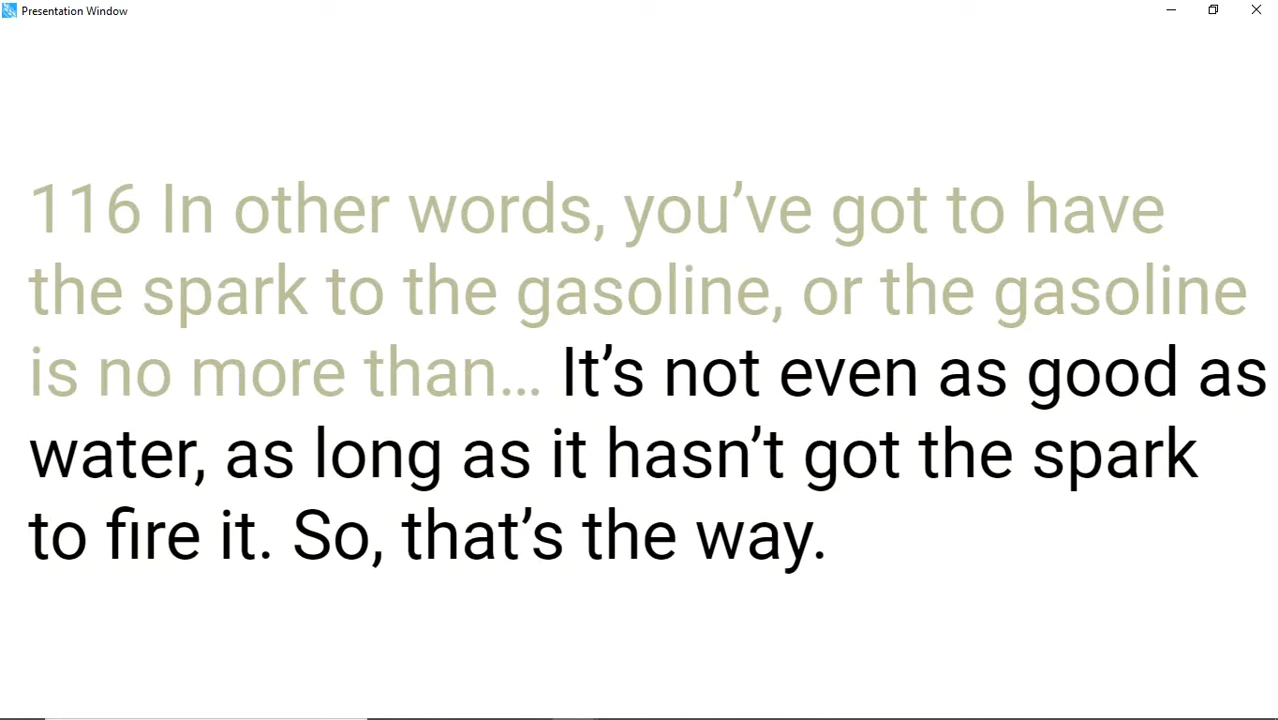 Presentation Window
116 In other words, you’ve got to have
the spark to the gasoline, or the gasoline
is no more than… It’s not even as good as
water, as long as it hasn’t got the spark
to fire it. So, that’s the way.